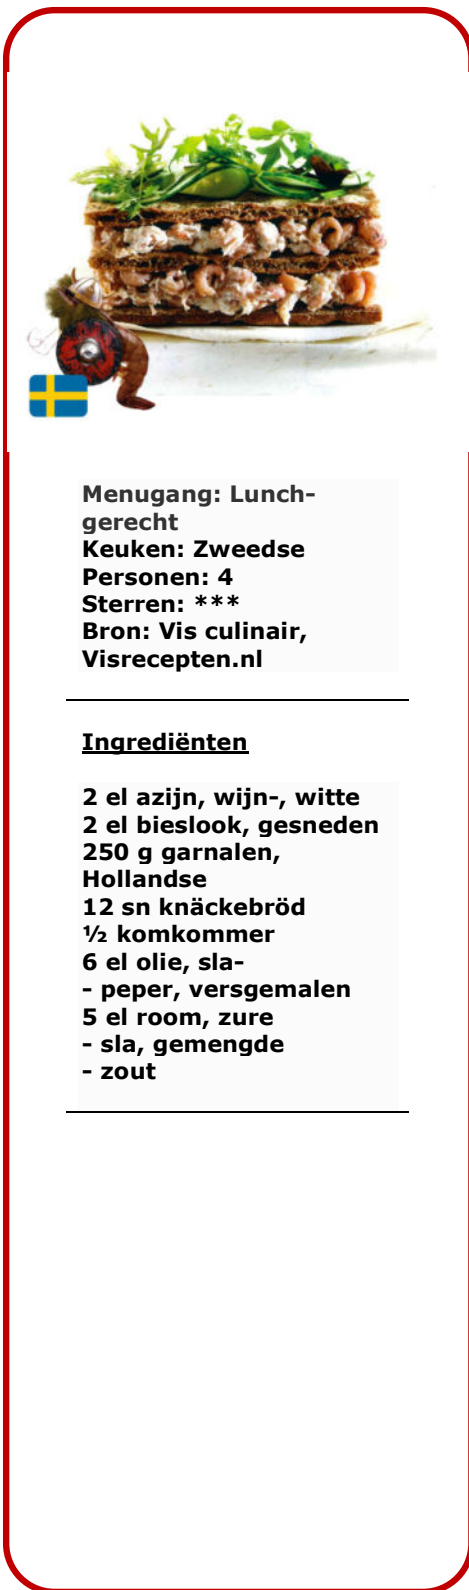 Menugang: Lunch-
gerecht
Keuken: Zweedse
Personen: 4
Sterren: ***
Bron: Vis culinair,
Visrecepten.nl
Ingrediënten
2 el azijn, wijn-, witte
2 el bieslook, gesneden
250 g garnalen,
Hollandse
12 sn knäckebröd
½ komkommer
6 el olie, sla-
- peper, versgemalen
5 el room, zure
- sla, gemengde
- zout